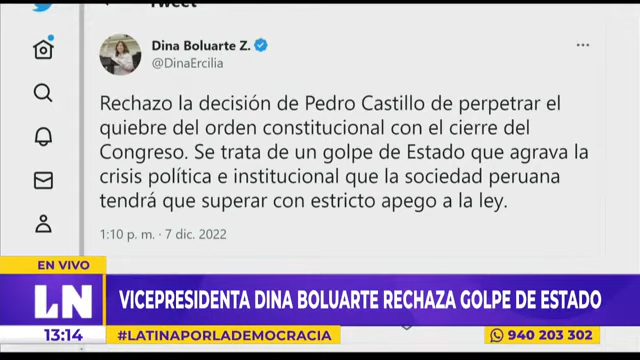 Tweet
Dina Boluarte Z.
@DinaErcilia
Rechazo la decisión de Pedro Castillo de perpetrar el
quiebre del orden constitucional con el cierre del
Congreso. Se trata de un golpe de Estado que agrava la
crisis política e institucional que la sociedad peruana
tendrá que superar con estricto apego a la ley.
1:10 p. m. · 7 dic. 2022
EN VIVO
LN
VICEPRESIDENTA DINA BOLUARTE RECHAZA GOLPE DE ESTADO
13:14
#LATINAPORLADEMOCRACIA
940 203 302